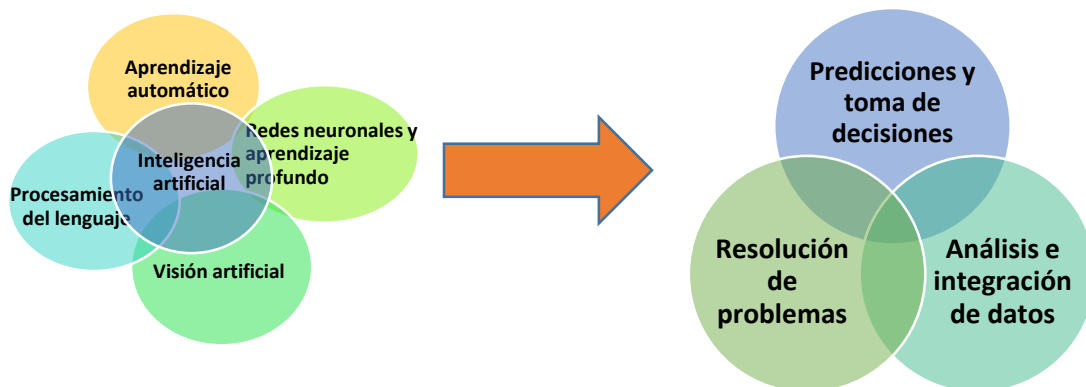 Aprendizaje
automático
Redes neuronales y
aprendizaje
profundo
Inteligencia
artificial
Procesamiento
del lenguaje
Visión artificial
Predicciones y
toma de
decisiones
Resolución
de
problemas
Análisis e
integración
de datos